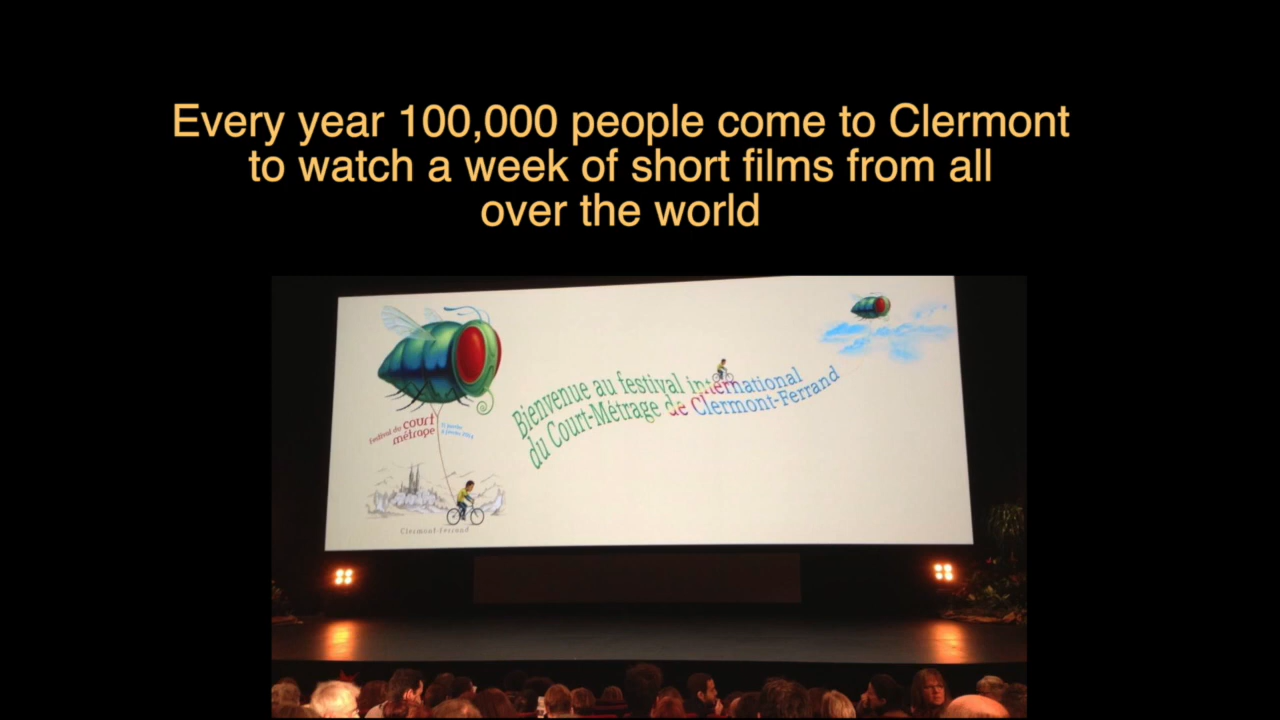 Every year 100,000 people come to Clermont
to watch a week of short films from all
over the world
Bienvenue au festival international
du Court-Métrage de Clermont-Ferrand
festival du court
métrage
Clermont-Ferrand